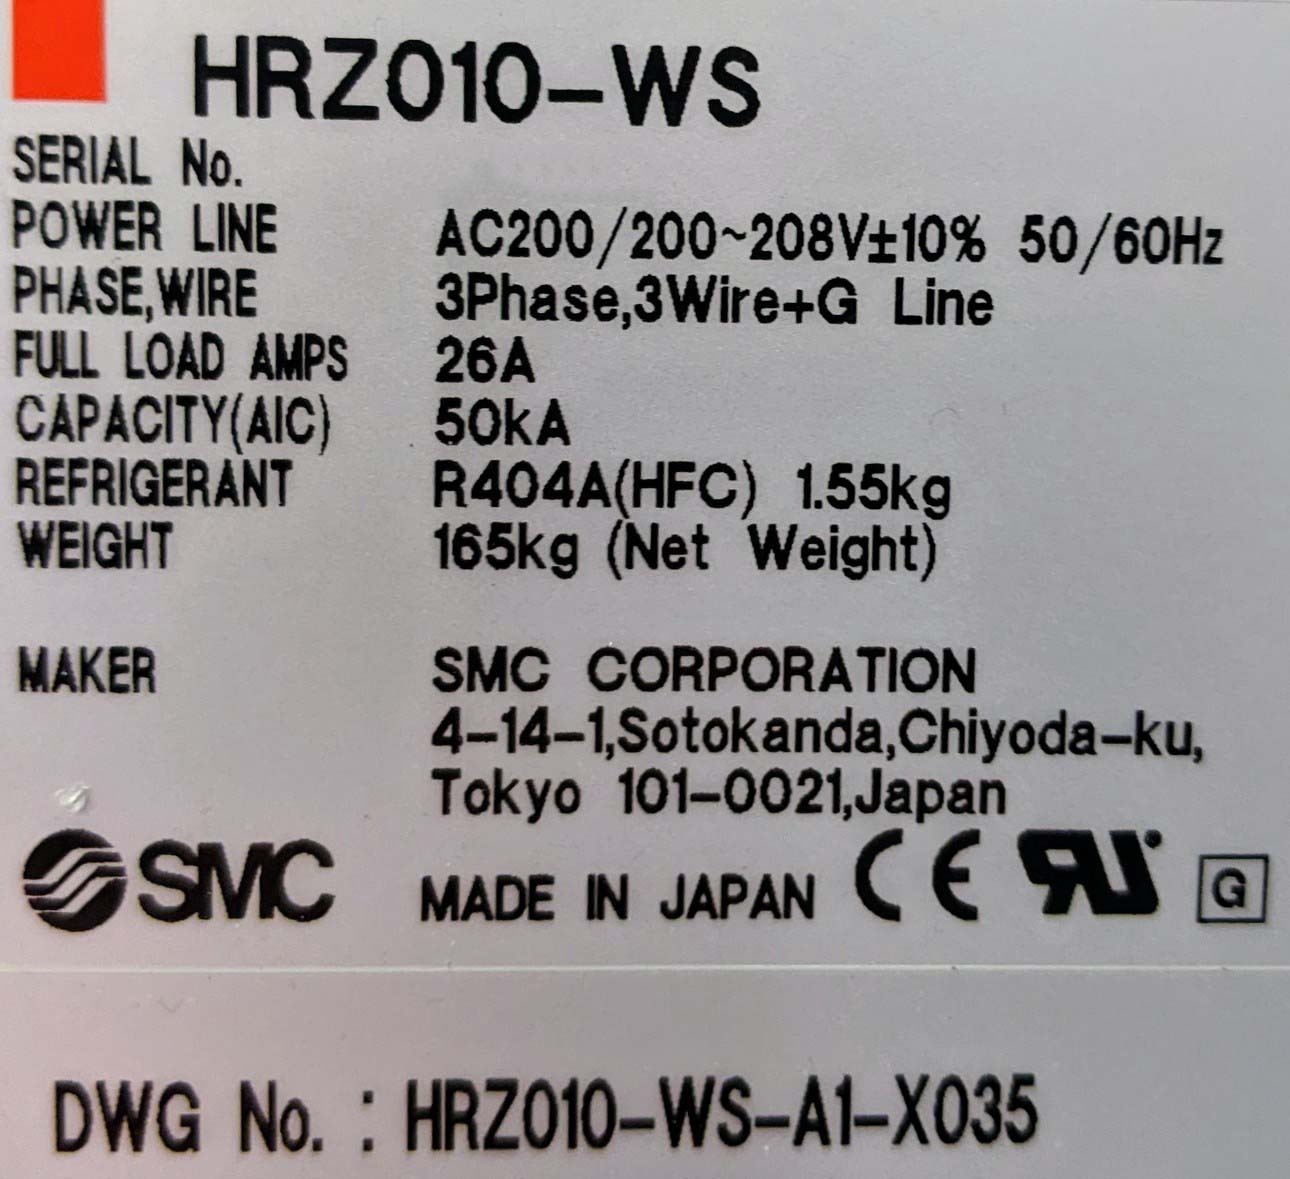 HRZ010-WS
SERIAL No.
POWER LINE AC200/200~208V±10% 50/60Hz
PHASE,WIRE 3Phase,3Wire+G Line
FULL LOAD AMPS 26A
CAPACITY(AIC) 50kA
REFRIGERANT R404A(HFC) 1.55kg
WEIGHT 165kg (Net Weight)
MAKER SMC CORPORATION
4-14-1,Sotokanda,Chiyoda-ku,
Tokyo 101-0021,Japan
SMC MADE IN JAPAN CE RU G
DWG No. : HRZ010-WS-A1-X035